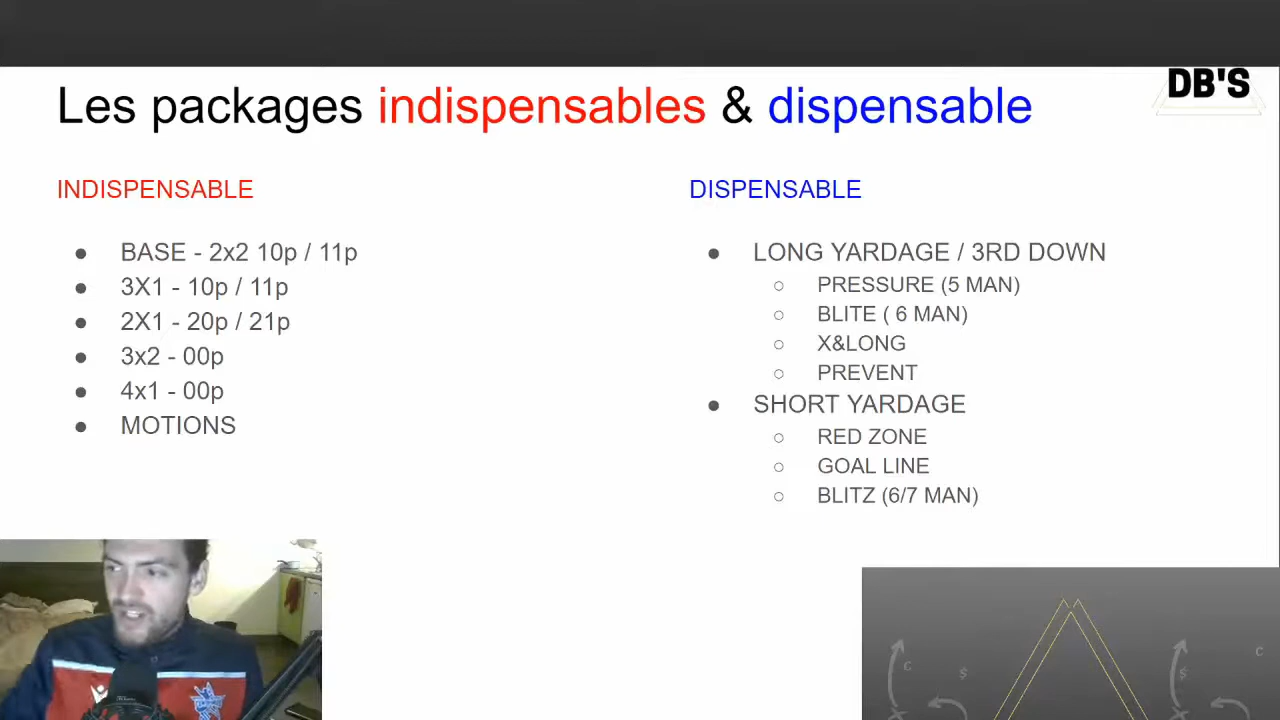 DB'S
Les packages indispensables & dispensable
INDISPENSABLE
BASE - 2x2 10p / 11p
3X1 - 10p / 11p
2X1 - 20p / 21p
3x2 - 00p
4x1 - 00p
MOTIONS
DISPENSABLE
LONG YARDAGE / 3RD DOWN
PRESSURE (5 MAN)
BLITE ( 6 MAN)
X&LONG
PREVENT
SHORT YARDAGE
RED ZONE
GOAL LINE
BLITZ (6/7 MAN)
C $ $ C